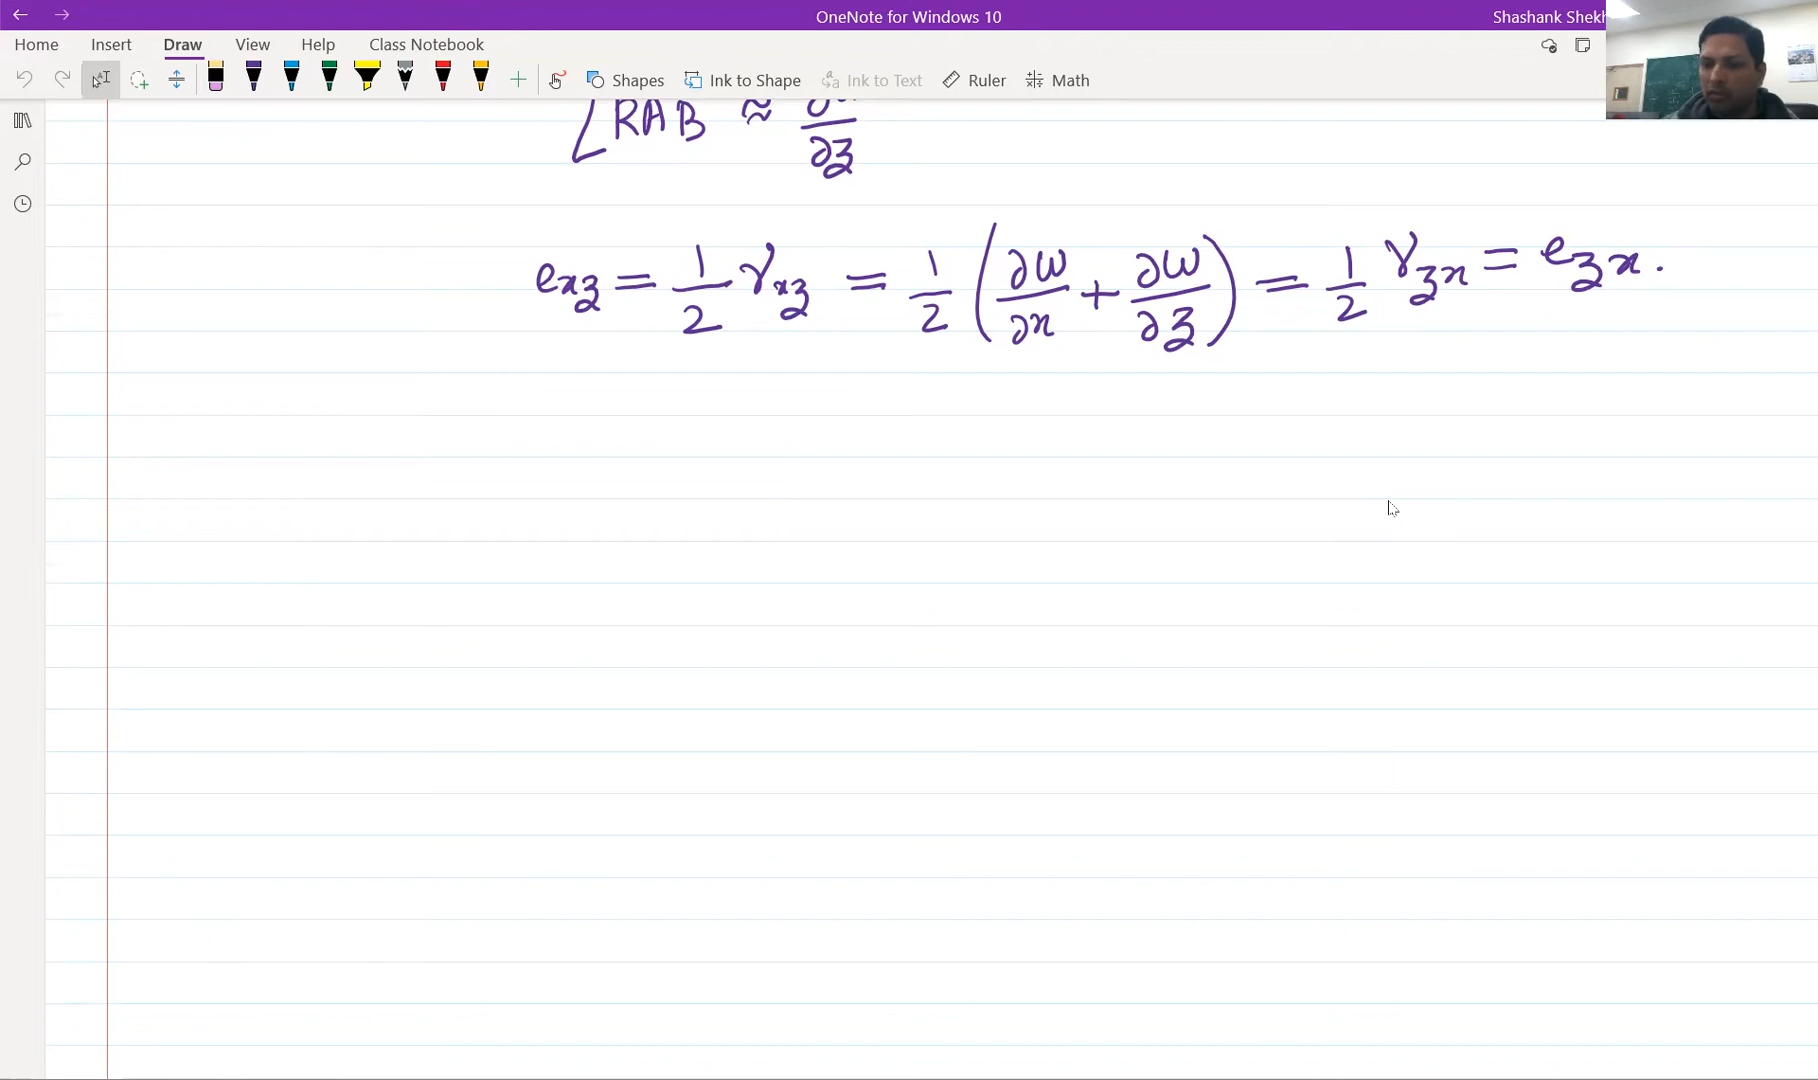 OneNote for Windows 10
Shashank Shekh
Home Insert Draw View Help Class Notebook
Shapes Ink to Shape Ink to Text Ruler Math
∠RAB ≈ ∂/∂z
e_xz = 1/2 γ_xz = 1/2 (∂w/∂x + ∂w/∂z) = 1/2 γ_zx = e_zx.